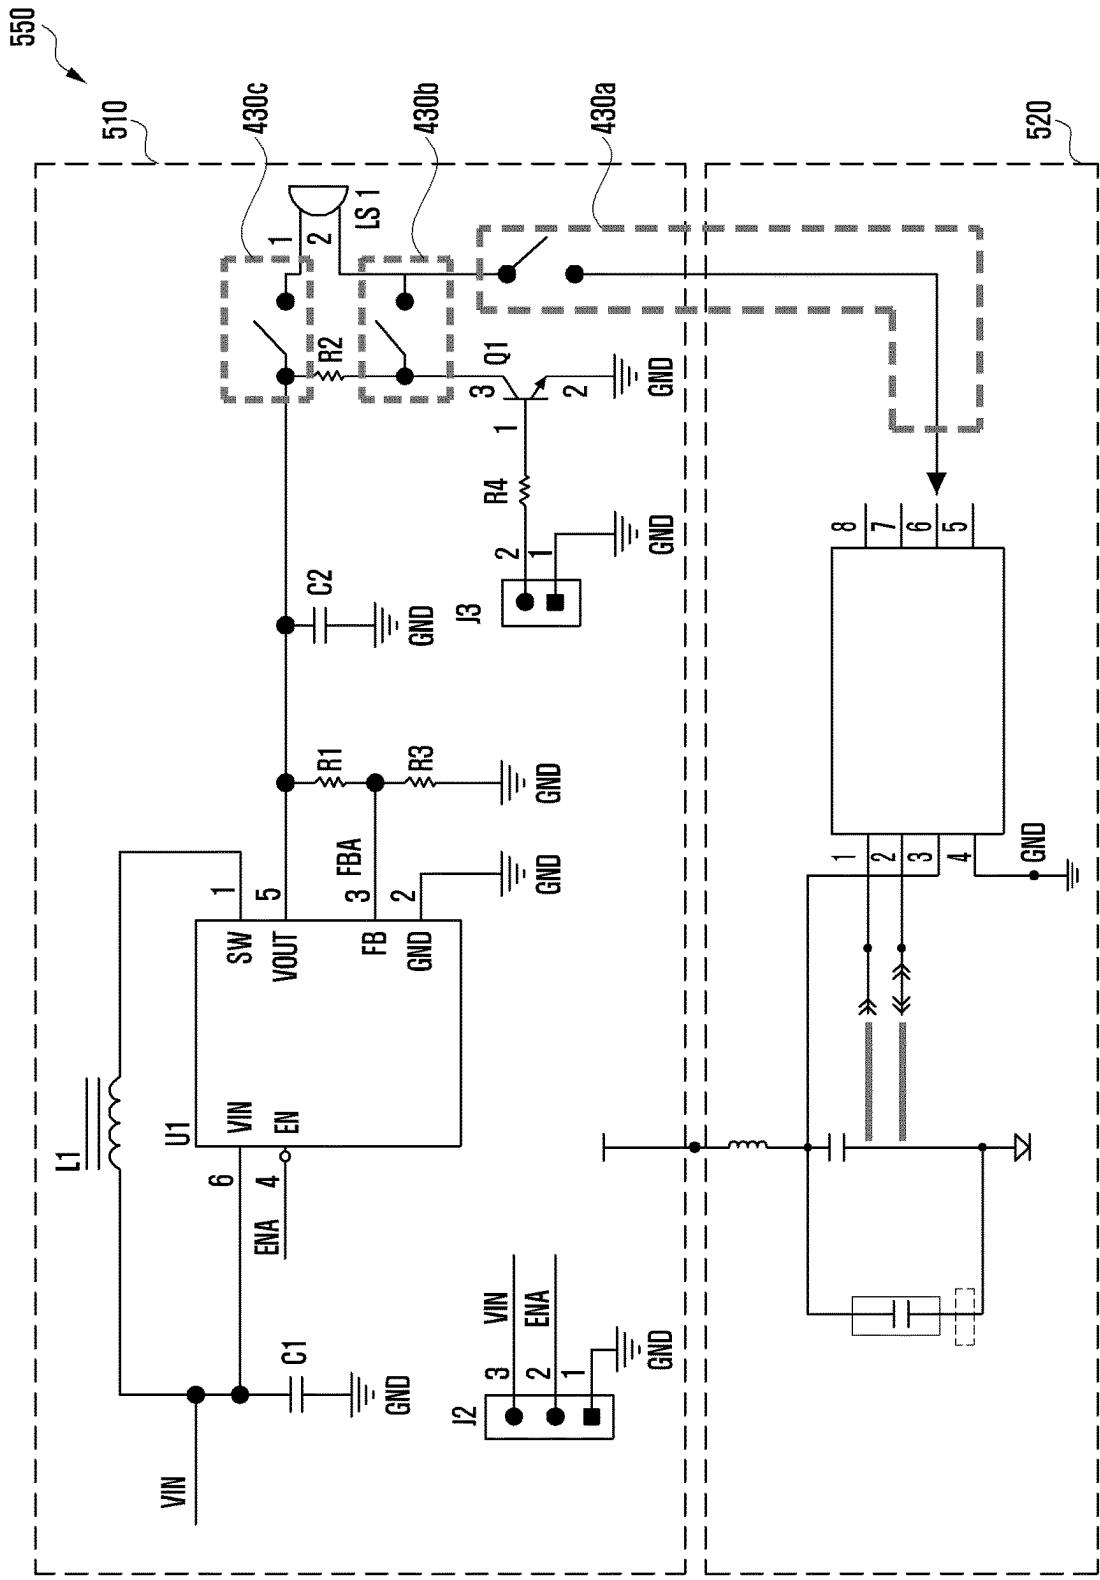 550
510
430c
430b
430a
520
LS 1
1
2
R2
Q1
3
1
2
GND
R4
2
1
J3
GND
C2
GND
R1
R3
GND
FBA
1
5
3
2
GND
SW
VOUT
FB
GND
U1
VIN
EN
L1
6
4
ENA
C1
GND
VIN
J2
3
2
1
VIN
ENA
GND
8
7
6
5
1
2
3
4
GND